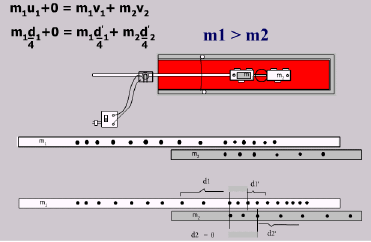 m₁u₁+0 = m₁v₁+ m₂v₂
m₁d₁+0 = m₁d₁'+ m₂d₂'
4 4 4
m1 > m2
m₁
m₂
d1 d1'
m₁
m₂
d2 = 0 d2'